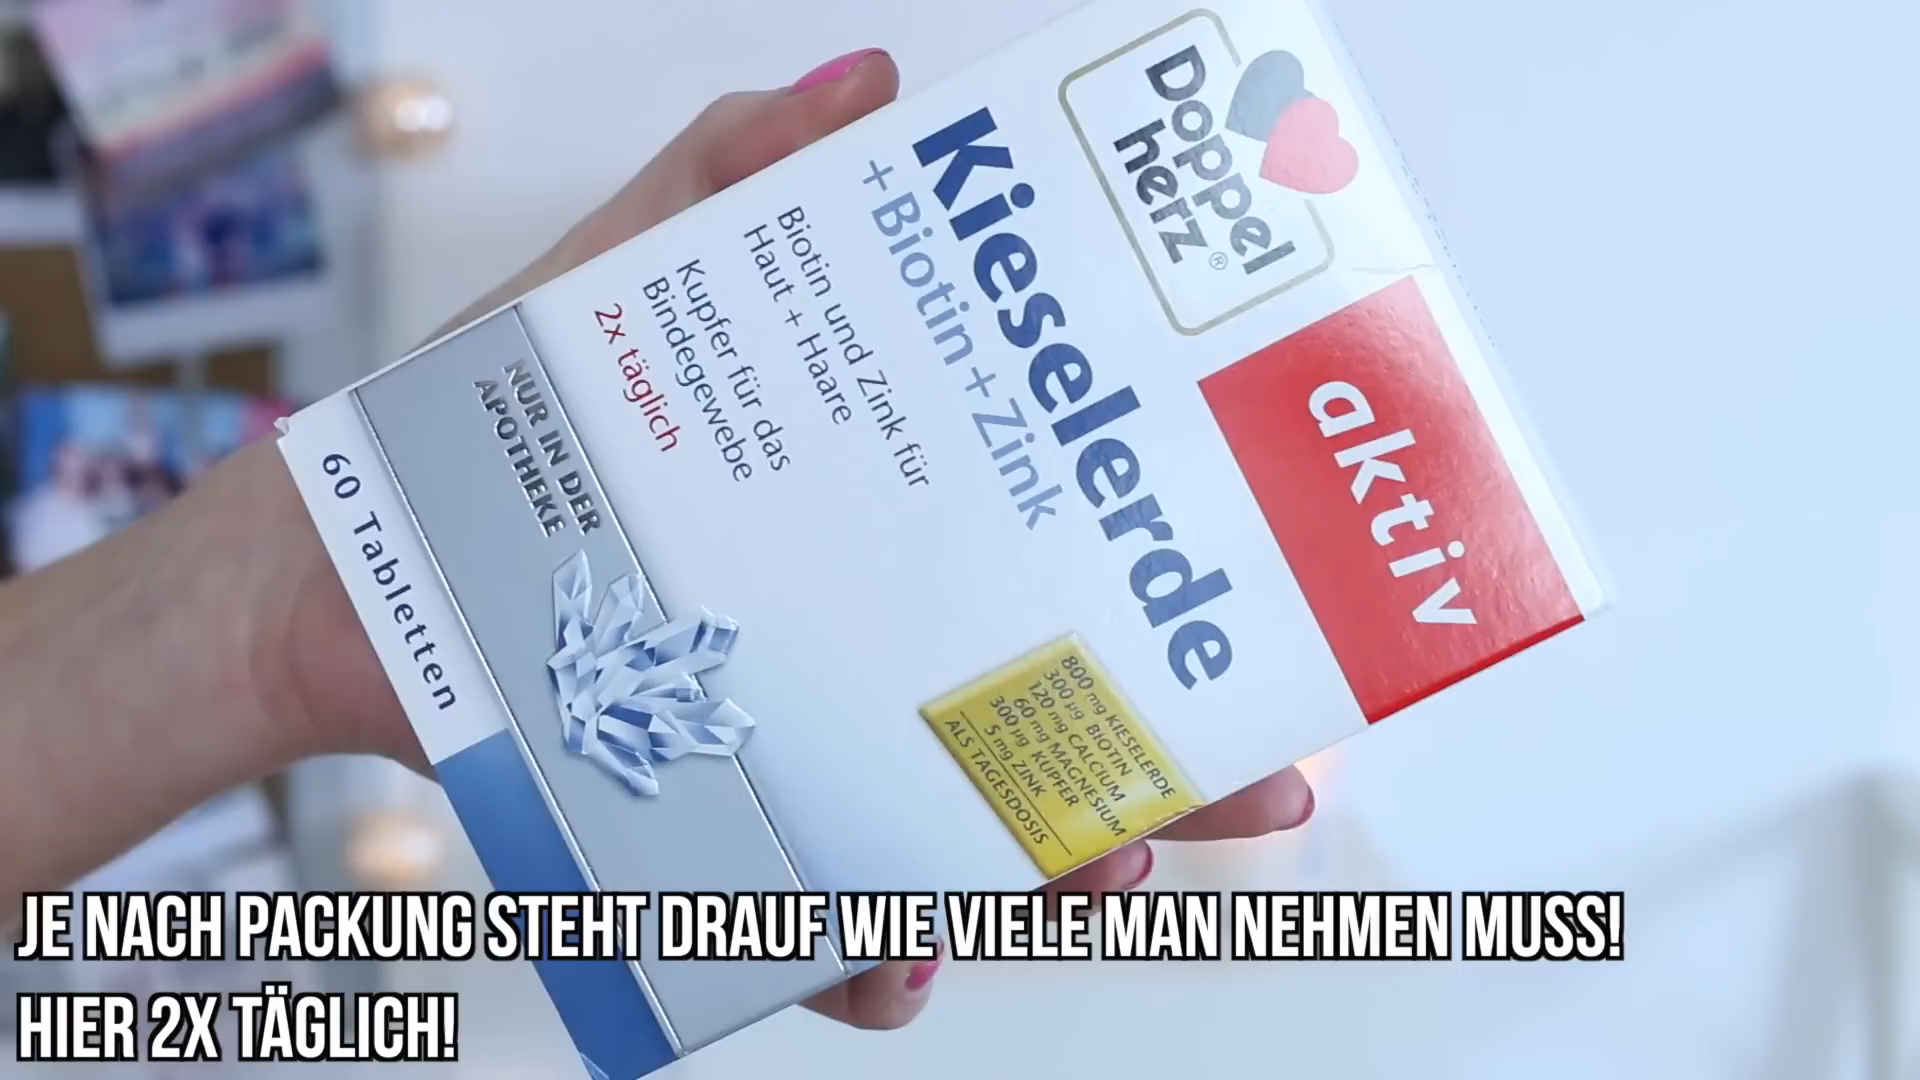 Doppel
herz®
aktiv
Kieselerde
+Biotin+Zink
Biotin und Zink für
Haut + Haare
Kupfer für das
Bindegewebe
2x täglich
800 mg KIESELERDE
300 µg BIOTIN
120 mg CALCIUM
60 mg MAGNESIUM
300 µg KUPFER
5 mg ZINK
ALS TAGESDOSIS
NUR IN DER
APOTHEKE
60 Tabletten
JE NACH PACKUNG STEHT DRAUF WIE VIELE MAN NEHMEN MUSS!
HIER 2X TÄGLICH!